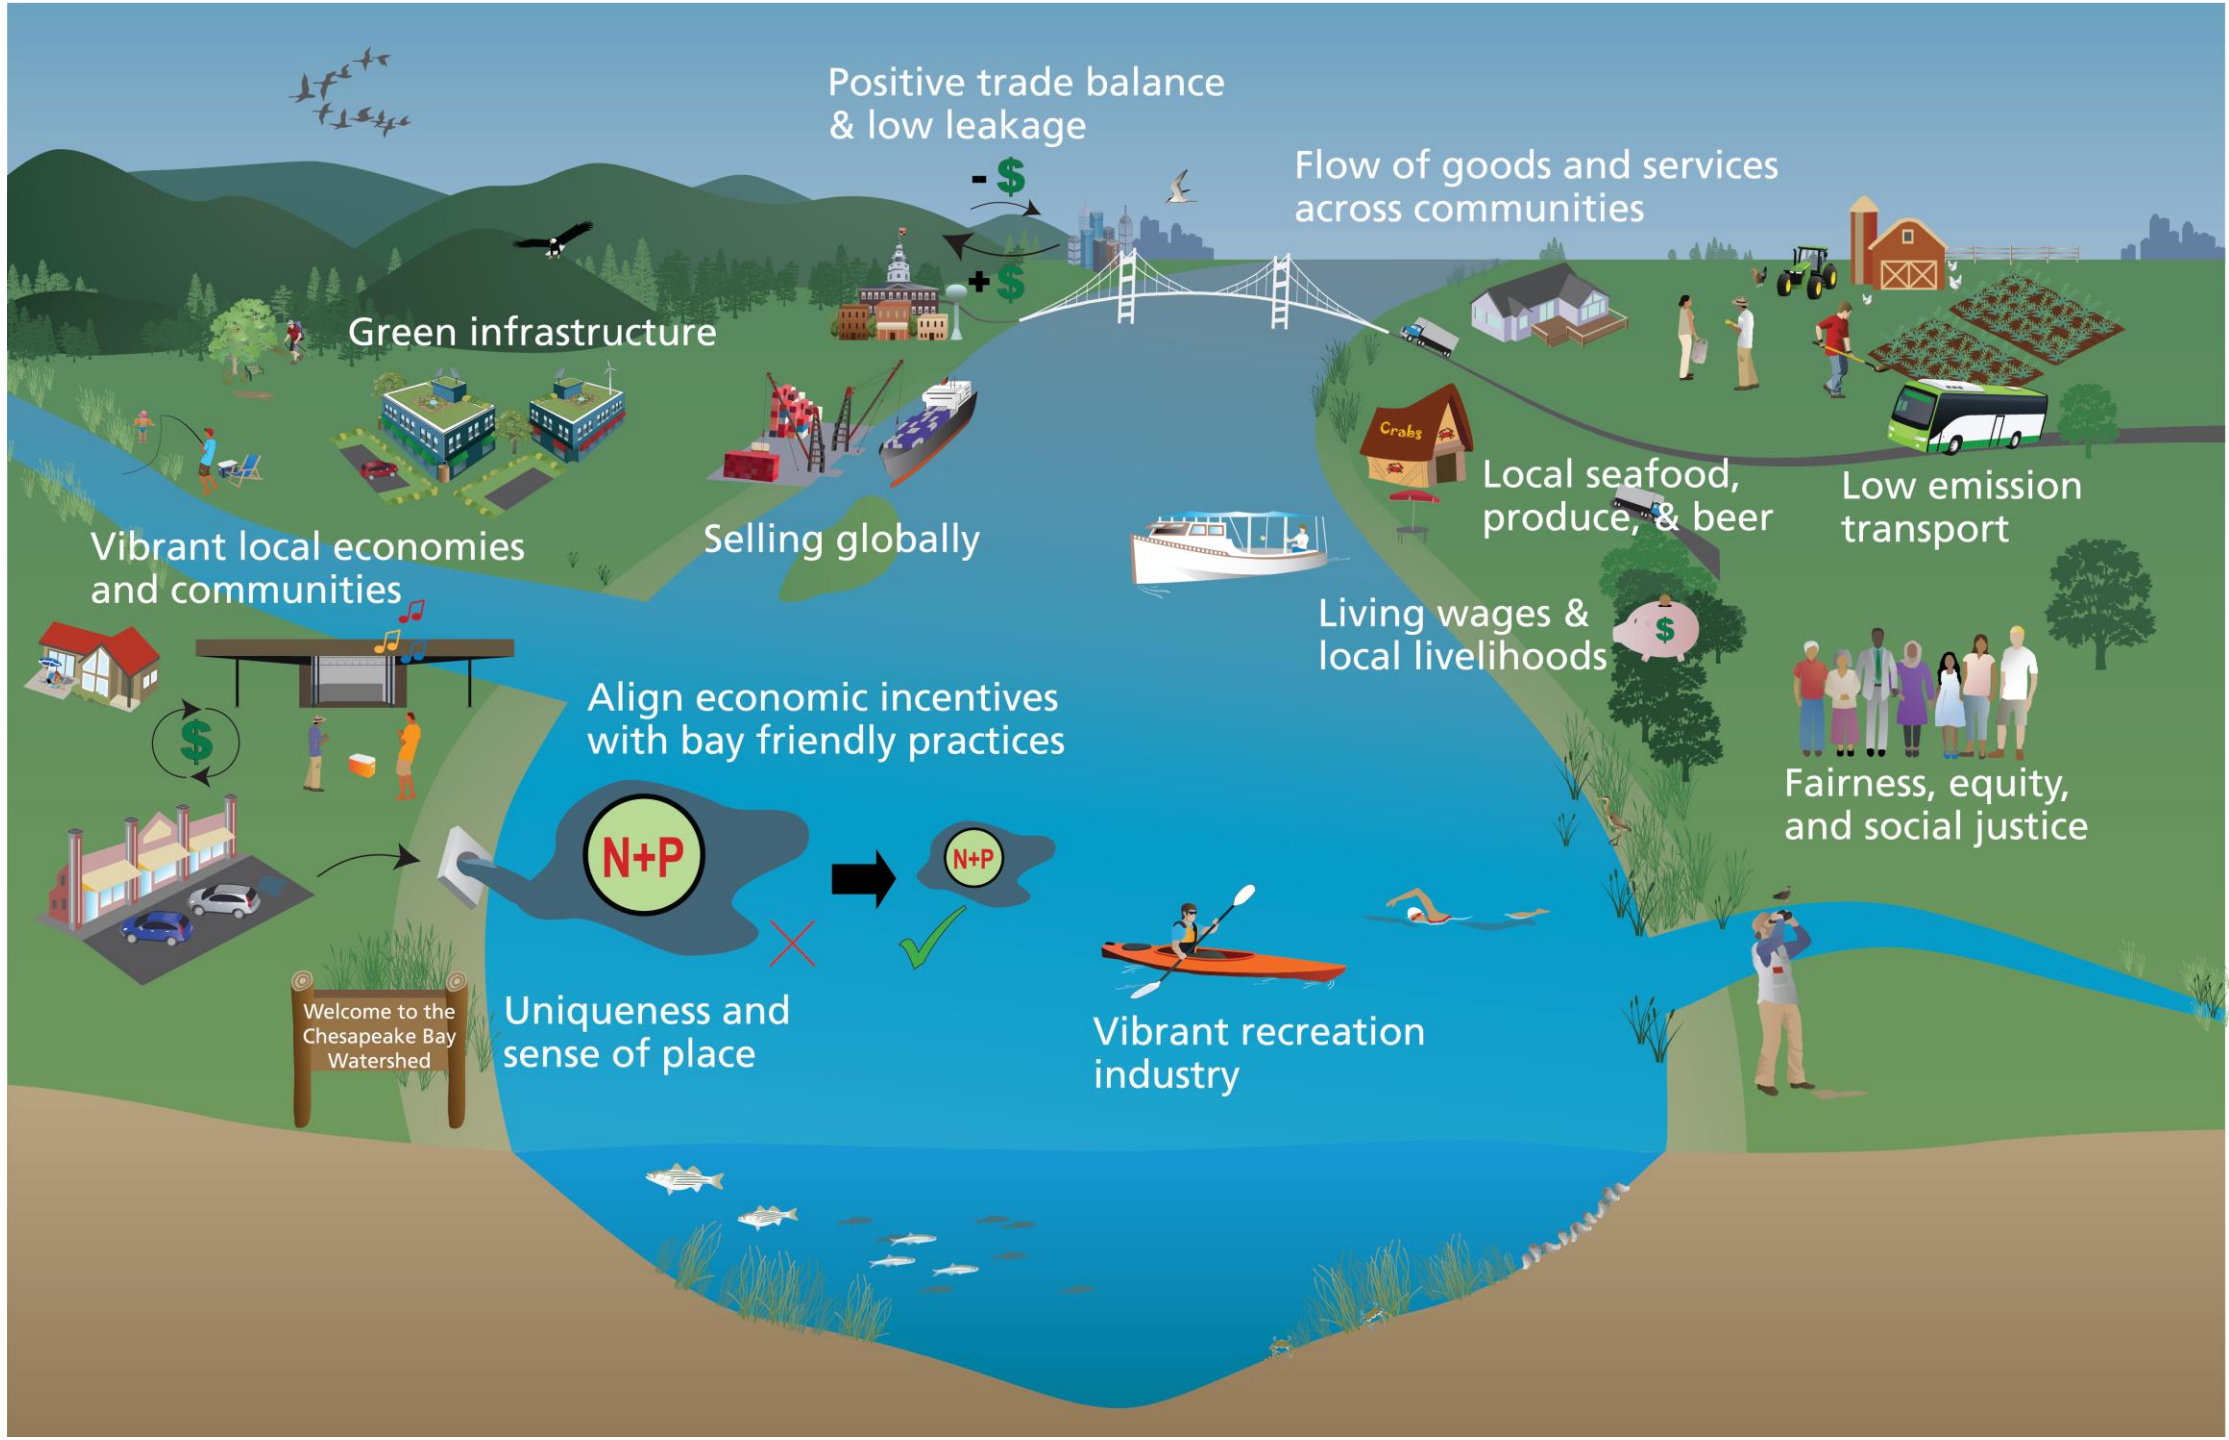 Positive trade balance
& low leakage
- $
+ $
Flow of goods and services
across communities
Green infrastructure
Crabs
Local seafood,
produce, & beer
Low emission
transport
Selling globally
Vibrant local economies
and communities
$
Living wages &
local livelihoods
$
Align economic incentives
with bay friendly practices
N+P
N+P
Fairness, equity,
and social justice
Welcome to the
Chesapeake Bay
Watershed
Uniqueness and
sense of place
Vibrant recreation
industry